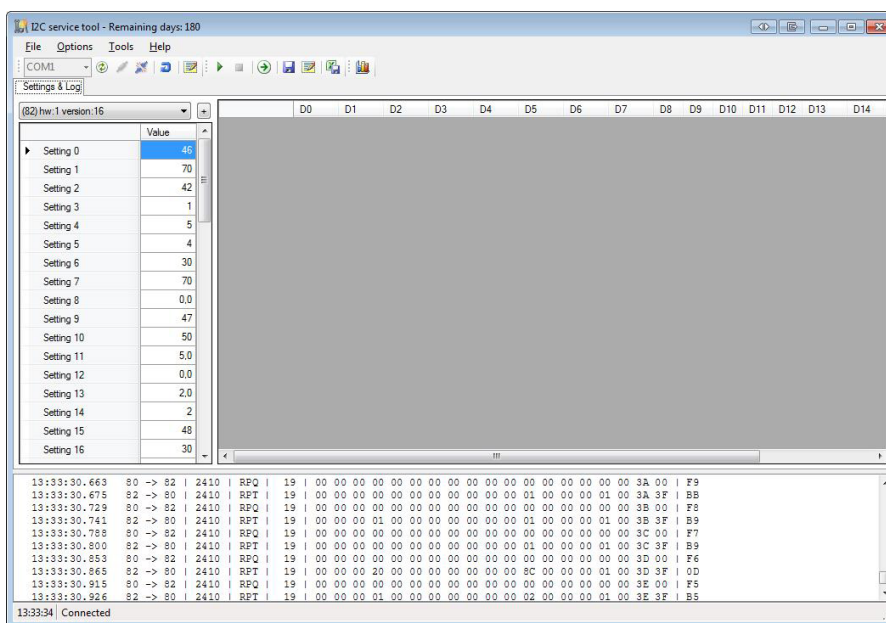 I2C service tool - Remaining days: 180
File Options Tools Help
COM1
Settings & Log
(82) hw:1 version:16 +
D0 D1 D2 D3 D4 D5 D6 D7 D8 D9 D10 D11 D12 D13 D14
Value
Setting 0 46
Setting 1 70
Setting 2 42
Setting 3 1
Setting 4 5
Setting 5 4
Setting 6 30
Setting 7 70
Setting 8 0,0
Setting 9 47
Setting 10 50
Setting 11 5,0
Setting 12 0,0
Setting 13 2,0
Setting 14 2
Setting 15 48
Setting 16 30
13:33:30.663 80 -> 82 | 2410 | RPQ | 19 | 00 00 00 00 00 00 00 00 00 00 00 00 00 00 00 00 00 3A 00 | F9
13:33:30.675 82 -> 80 | 2410 | RPT | 19 | 00 00 00 00 00 00 00 00 00 00 00 01 00 00 00 01 00 3A 3F | BB
13:33:30.729 80 -> 82 | 2410 | RPQ | 19 | 00 00 00 00 00 00 00 00 00 00 00 00 00 00 00 00 00 3B 00 | F8
13:33:30.741 82 -> 80 | 2410 | RPT | 19 | 00 00 00 01 00 00 00 00 00 00 00 01 00 00 00 01 00 3B 3F | B9
13:33:30.788 80 -> 82 | 2410 | RPQ | 19 | 00 00 00 00 00 00 00 00 00 00 00 00 00 00 00 00 00 3C 00 | F7
13:33:30.800 82 -> 80 | 2410 | RPT | 19 | 00 00 00 00 00 00 00 00 00 00 00 01 00 00 00 01 00 3C 3F | B9
13:33:30.853 80 -> 82 | 2410 | RPQ | 19 | 00 00 00 00 00 00 00 00 00 00 00 00 00 00 00 00 00 3D 00 | F6
13:33:30.865 82 -> 80 | 2410 | RPT | 19 | 00 00 00 20 00 00 00 00 00 00 00 8C 00 00 00 01 00 3D 3F | 0D
13:33:30.915 80 -> 82 | 2410 | RPQ | 19 | 00 00 00 00 00 00 00 00 00 00 00 00 00 00 00 00 00 3E 00 | F5
13:33:30.926 82 -> 80 | 2410 | RPT | 19 | 00 00 00 01 00 00 00 00 00 00 00 02 00 00 00 01 00 3E 3F | B5
13:33:34 Connected